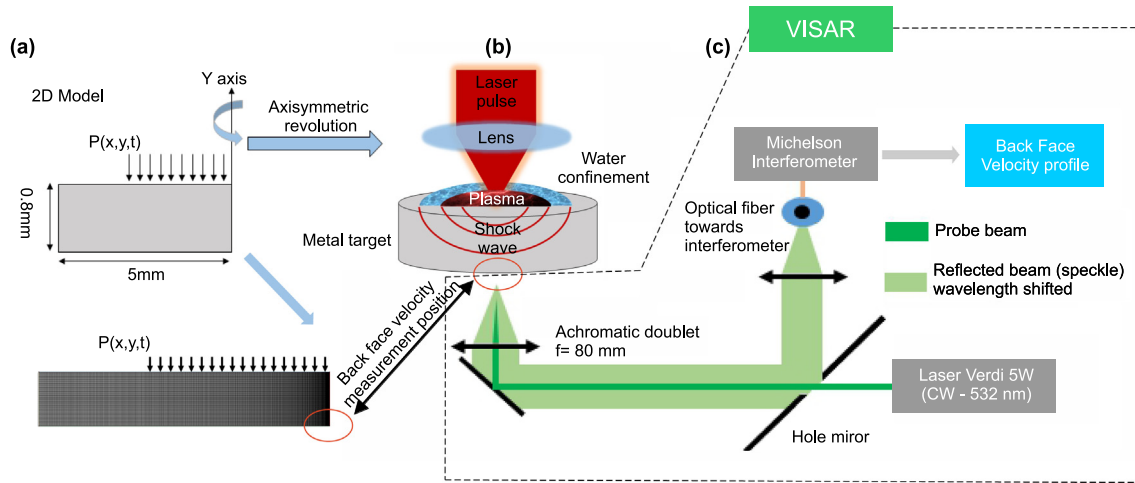 (a)
2D Model
Y axis
P(x,y,t)
0.8mm
5mm
Axisymmetric
revolution
P(x,y,t)
Back face velocity
measurement position
(b)
Laser
pulse
Lens
Water
confinement
Plasma
Shock
wave
Metal target
VISAR
(c)
Michelson
Interferometer
Back Face
Velocity profile
Optical fiber
towards
interferometer
Probe beam
Reflected beam (speckle)
wavelength shifted
Achromatic doublet
f= 80 mm
Laser Verdi 5W
(CW - 532 nm)
Hole miror